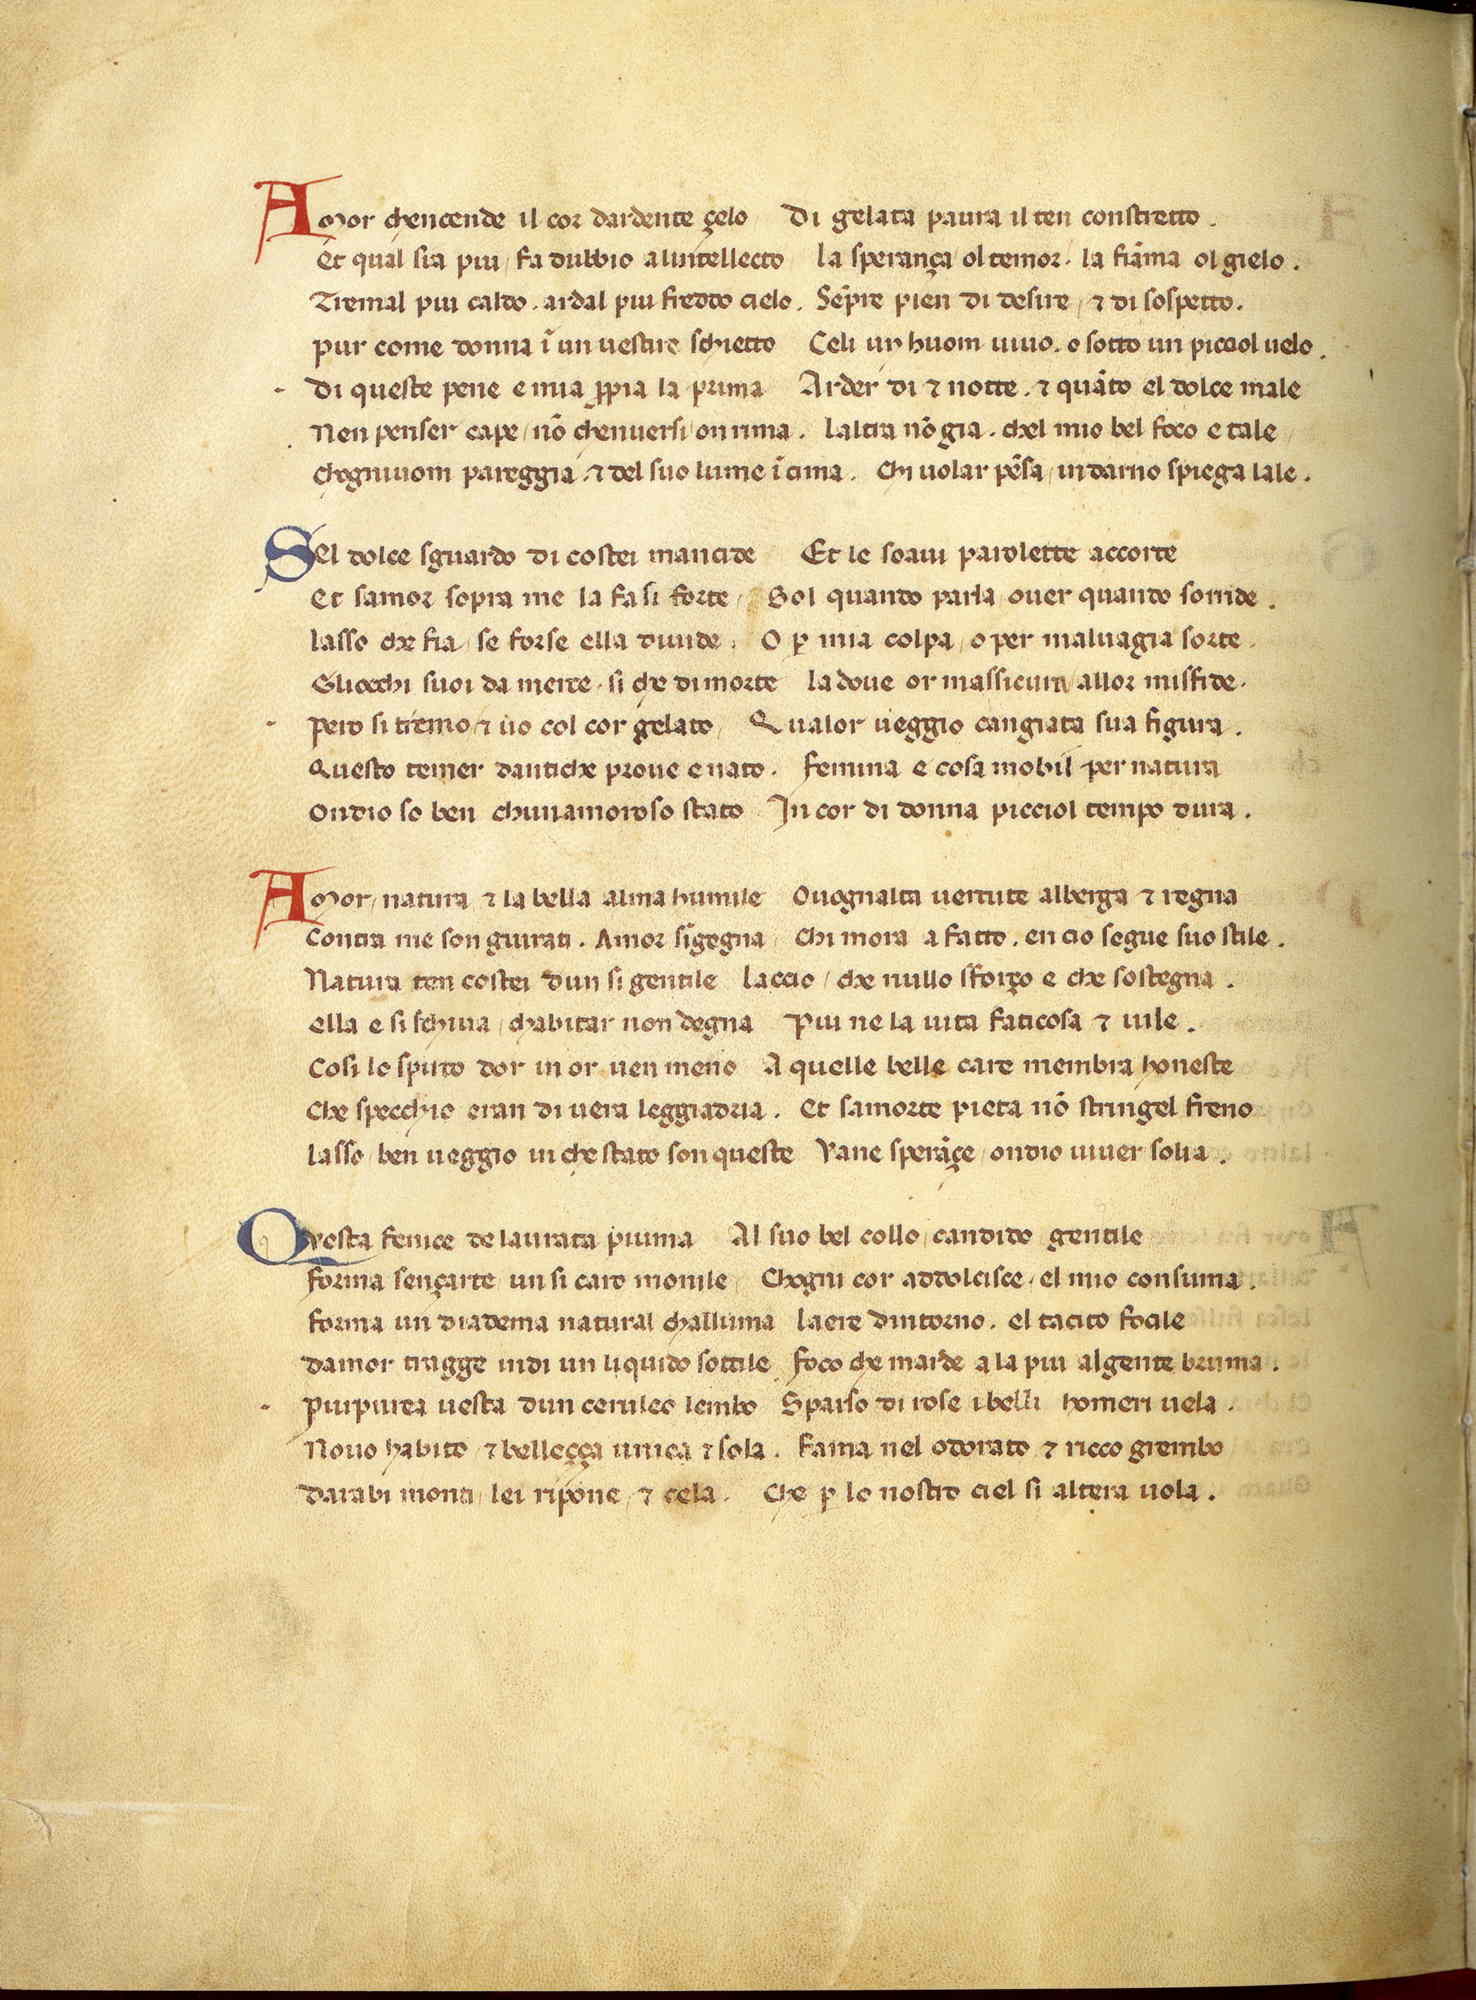 Amor chencende il cor dardente çelo Di gelata paura il ten constretto.
Et qual sia piu / fa dubbio alintellecto la sperança ol temor. la fiãma ol gielo.
Tremal piu caldo. ardal piu freddo cielo. Sẽpre pien di desire / ⁊ di sospetto.
pur come donna ĩ un uestire schietto Celi un huom uiuo. o sotto un picciol uelo.
Di queste pene e mia ꝓpia la prima Arder di ⁊ notte. ⁊ quãto el dolce male
Nen penser cape / nõ chenuersi / on rima. laltra nõ gia. chel mio bel foco e tale /
Chogniuom pareggia. ⁊ del suo lume ĩ cima. Chi uolar pẽsa / indarno spiega lale.
Sel dolce sguardo di costei mancide Et le soaui parolette accorte
Et samor sopra me la fa si forte / Sol quando parla / ouer quando sorride.
lasso che fia / se forse ella diuide. O ꝑ mia colpa / o per maluagia sorte.
Gliocchi suoi da merce. si che di morte la doue or massicura / allor misfide.
Pero si tremo / ⁊ uo col cor gelato / Qualor ueggio cangiata sua figura.
Questo temer dantiche proue e nato. Femina e cosa mobil per natura
Ondio so ben chunamoroso stato In cor di donna picciol tempo dura.
Amor / natura ⁊ la bella alma humile Ouognalta uertute alberga ⁊ regna
Contra me son giurati. Amor sĩgegna / Chi mora a fatto. en cio segue suo stile.
Natura ten costei dun si gentile laccio / che nullo sforço e che sostegna.
ella e si schiua / chabitar non degna Piu ne la uita faticosa ⁊ uile.
Cosi lo spirto dor in or uen meno A quelle belle care membra honeste
Che specchio eran di uera leggiadria. Et samorte pieta nõ stringel freno
lasso / ben ueggio in che stato son queste Vane sperãçe / ondio uiuer solia.
Questa fenice de laurata piuma Al suo bel collo / candido gentile
Forma sençarte un si caro monile / Chogni cor addolcisce. el mio consuma.
Forma un diadema natural challuma laere dintorno. el tacito focile
damor tragge indi un liquido sottile foco che marde a la piu algente bruma.
Purpurea uesta dun ceruleo lembo Sparso di rose i belli homeri uela.
Nouo habito / ⁊ belleçça unica ⁊ sola. Fama nel odorato ⁊ ricco grembo
Darabi monti / lei ripone / ⁊ cela. Che ꝑ lo nostro ciel si altera uola.